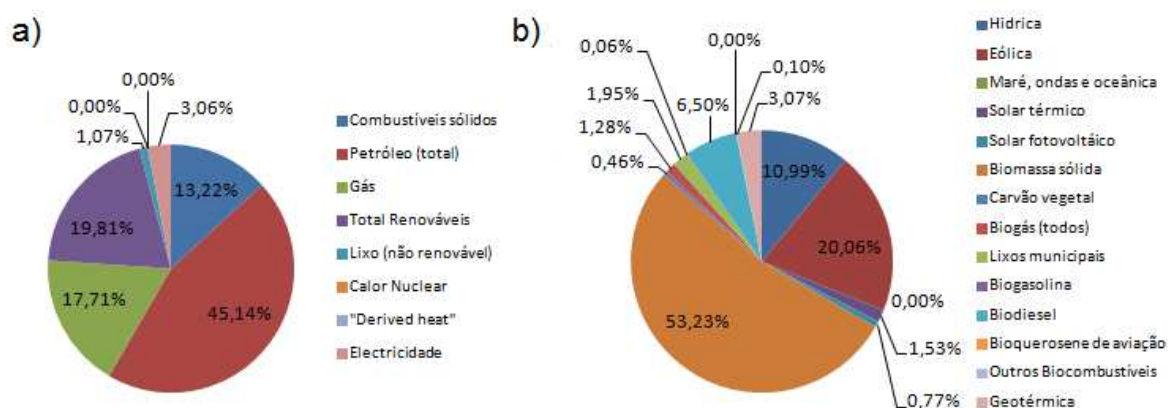 a)
0,00%
0,00%
3,06%
1,07%
13,22%
19,81%
17,71%
45,14%
Combustíveis sólidos
Petróleo (total)
Gás
Total Renováveis
Lixo (não renovável)
Calor Nuclear
"Derived heat"
Electricidade
b)
0,06%
0,00%
0,10%
1,95%
6,50%
3,07%
1,28%
0,46%
10,99%
20,06%
0,00%
53,23%
1,53%
0,77%
Hidrica
Eólica
Maré, ondas e oceânica
Solar térmico
Solar fotovoltáico
Biomassa sólida
Carvão vegetal
Biogás (todos)
Lixos municipais
Biogasolina
Biodiesel
Bioquerosene de aviação
Outros Biocombustíveis
Geotérmica